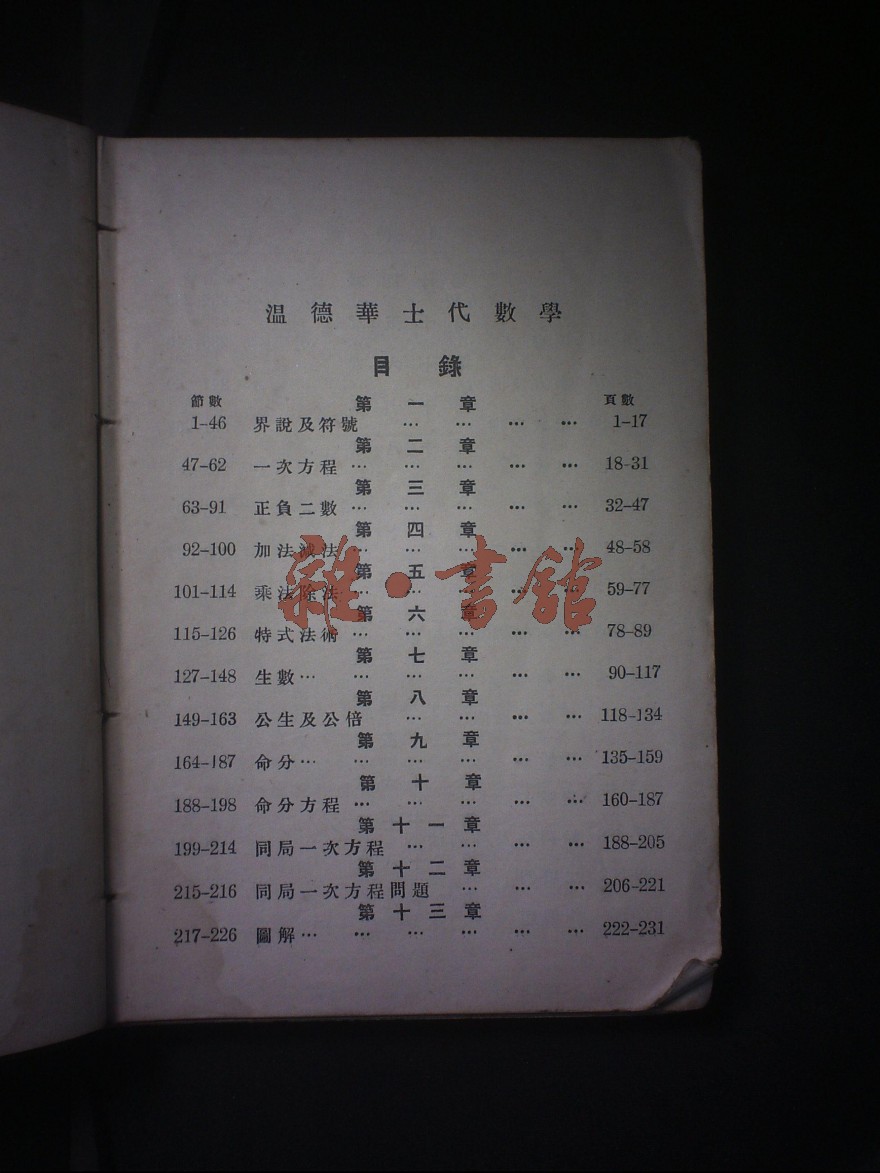 温德華士代數學
目錄
節數 第一章 頁數
1-46 界說及符號 … … … … 1-17
第二章
47-62 一次方程 … … … … … 18-31
第三章
63-91 正負二數 … … … … … 32-47
第四章
92-100 加法減法 … … … … … 48-58
第五章
101-114 乘法除法 … … … … … 59-77
第六章
115-126 特式法術 … … … … … 78-89
第七章
127-148 生數 … … … … … … 90-117
第八章
149-163 公生及公倍 … … … … 118-134
第九章
164-187 命分 … … … … … … 135-159
第十章
188-198 命分方程 … … … … … 160-187
第十一章
199-214 同局一次方程 … … … … 188-205
第十二章
215-216 同局一次方程問題 … … … … 206-221
第十三章
217-226 圖解 … … … … … … 222-231
雜·書館